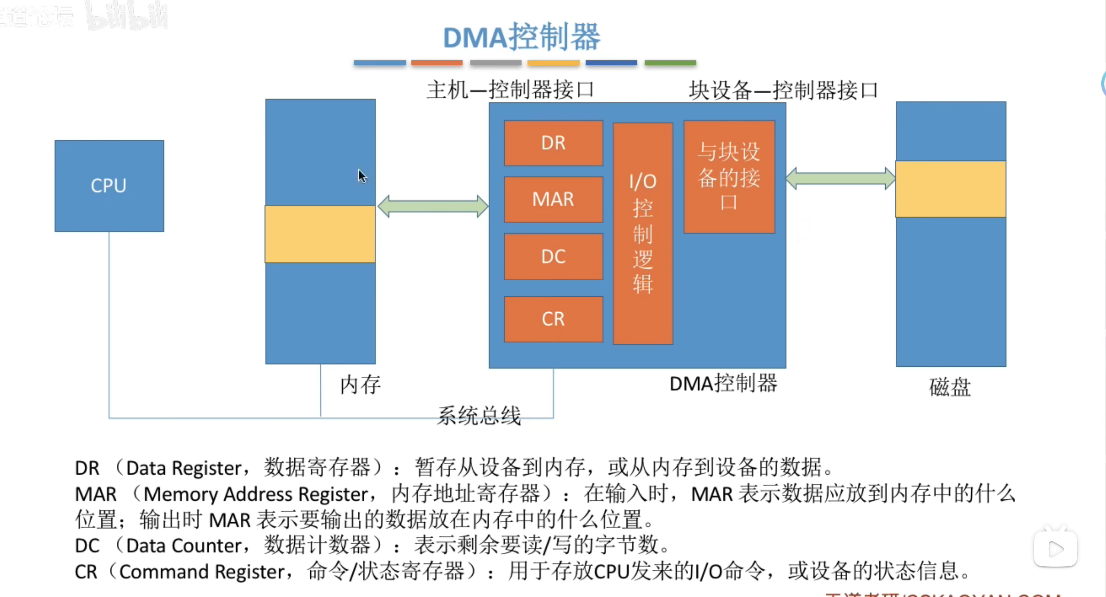 道论坛 bilibili
DMA控制器
主机—控制器接口
块设备—控制器接口
CPU
DR
MAR
DC
CR
I/O
控
制
逻
辑
与块设
备的接
口
内存
DMA控制器
磁盘
系统总线
DR （Data Register，数据寄存器）：暂存从设备到内存，或从内存到设备的数据。
MAR （Memory Address Register，内存地址寄存器）：在输入时，MAR 表示数据应放到内存中的什么
位置；输出时 MAR 表示要输出的数据放在内存中的什么位置。
DC （Data Counter，数据计数器）：表示剩余要读/写的字节数。
CR（Command Register，命令/状态寄存器）：用于存放CPU发来的I/O命令，或设备的状态信息。